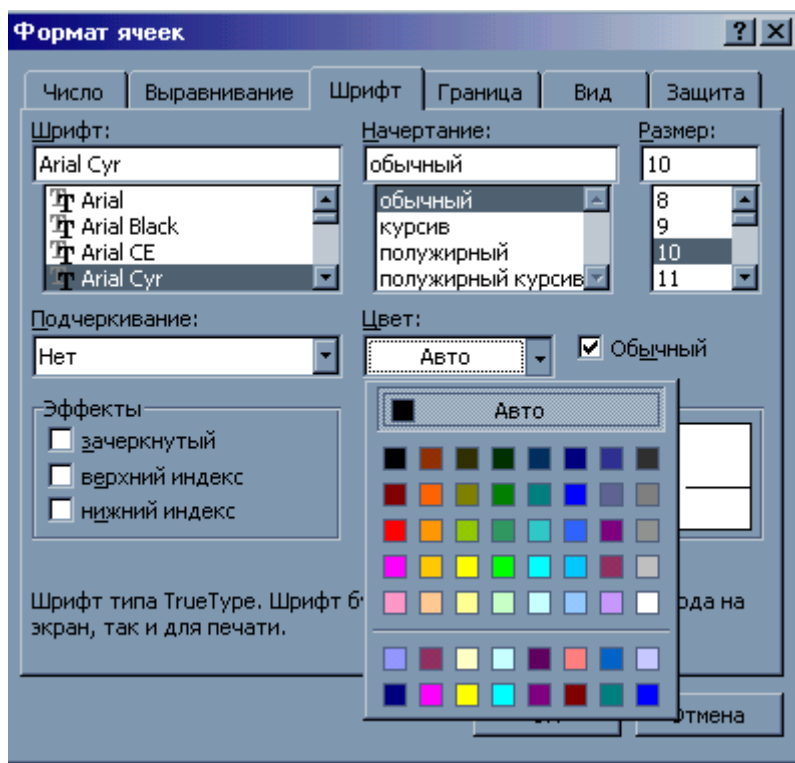 Формат ячеек
Число Выравнивание Шрифт Граница Вид Защита
Шрифт: Начертание: Размер:
Arial Cyr обычный 10
Arial обычный 8
Arial Black курсив 9
Arial CE полужирный 10
Arial Cyr полужирный курсив 11
Подчеркивание: Цвет:
Нет Авто Обычный
Эффекты Авто
зачеркнутый
верхний индекс
нижний индекс
Шрифт типа TrueType. Шрифт на
экран, так и для печати.
Отмена